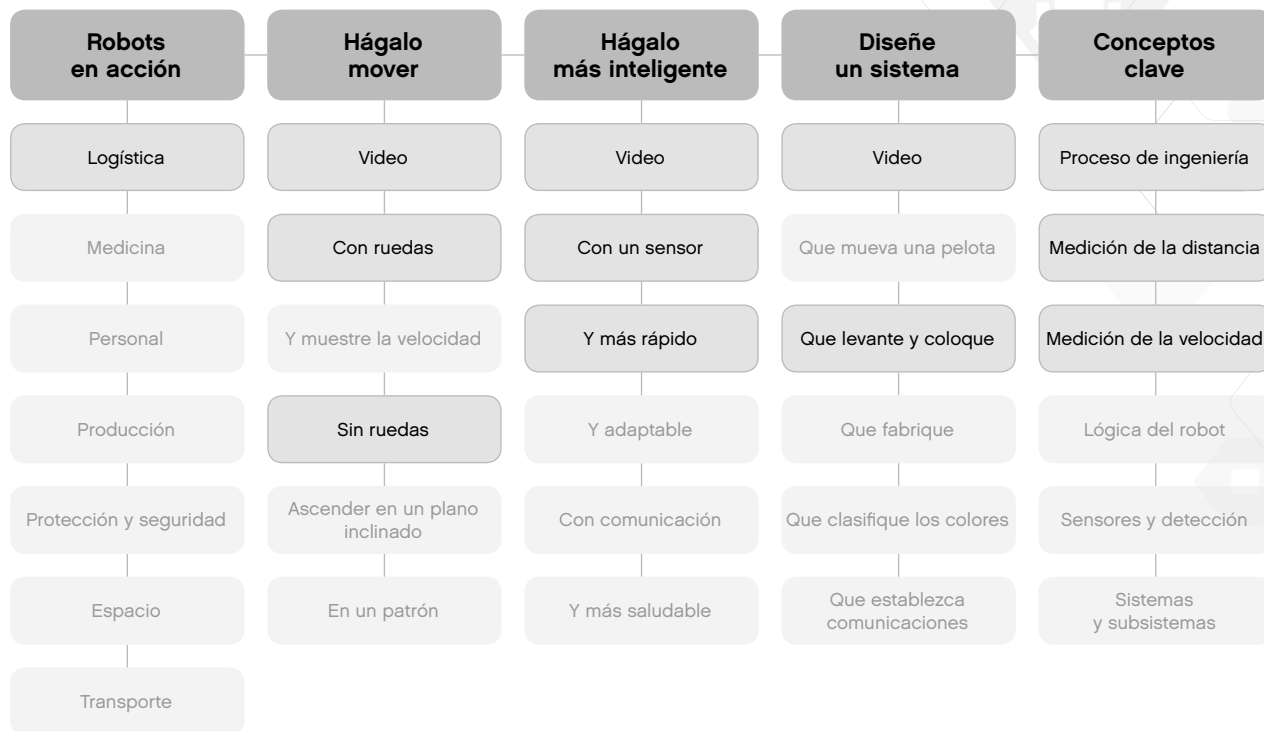 Robots
en acción
Hágalo
mover
Hágalo
más inteligente
Diseñe
un sistema
Conceptos
clave
Logística
Video
Video
Video
Proceso de ingeniería
Medicina
Con ruedas
Con un sensor
Que mueva una pelota
Medición de la distancia
Personal
Y muestre la velocidad
Y más rápido
Que levante y coloque
Medición de la velocidad
Producción
Sin ruedas
Y adaptable
Que fabrique
Lógica del robot
Protección y seguridad
Ascender en un plano
inclinado
Con comunicación
Que clasifique los colores
Sensores y detección
Espacio
En un patrón
Y más saludable
Que establezca
comunicaciones
Sistemas
y subsistemas
Transporte